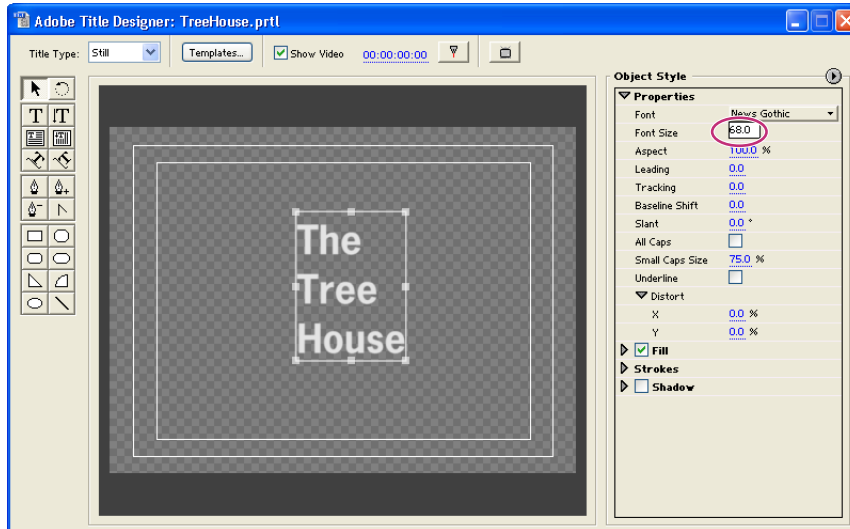 Adobe Title Designer: TreeHouse.prtl
Title Type: Still Templates... Show Video 00:00:00:00
T IT
The
Tree
House
Object Style
Properties
Font News Gothic
Font Size 68.0
Aspect 100.0 %
Leading 0.0
Tracking 0.0
Baseline Shift 0.0
Slant 0.0 °
All Caps
Small Caps Size 75.0 %
Underline
Distort
X 0.0 %
Y 0.0 %
Fill
Strokes
Shadow